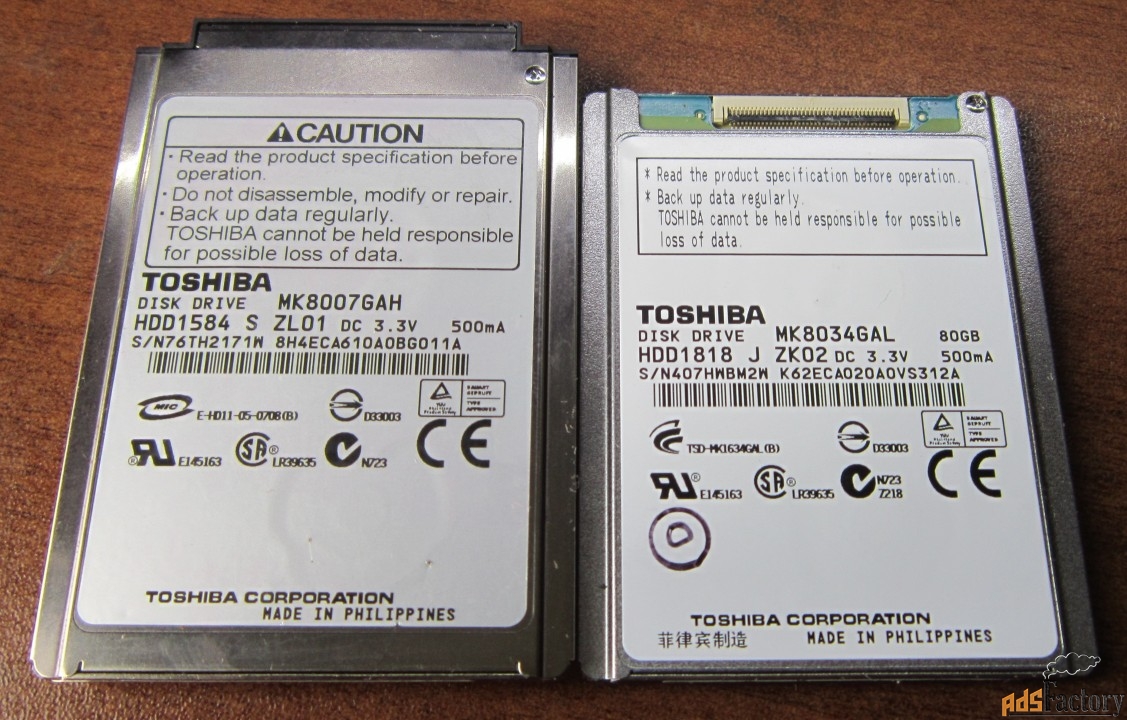 CAUTION
· Read the product specification before
operation.
· Do not disassemble, modify or repair.
· Back up data regularly.
TOSHIBA cannot be held responsible
for possible loss of data.
TOSHIBA
DISK DRIVE MK8007GAH
HDD1584 S ZL01 DC 3.3V 500mA
S/N76TH2171W 8H4ECA610A0BG011A
MIC E-HD11-05-0708(B) D33003
E145163 SA LR39635 N723 CE
TOSHIBA CORPORATION
MADE IN PHILIPPINES
* Read the product specification before operation.
* Back up data regularly.
TOSHIBA cannot be held responsible for possible
loss of data.
TOSHIBA
DISK DRIVE MK8034GAL 80GB
HDD1818 J ZK02 DC 3.3V 500mA
S/N407HWBM2W K62ECA020A0VS312A
TSD-MK1634GAL(B) D33003
E145163 SA LR39635 N723 CE
7218
TOSHIBA CORPORATION
菲律宾制造 MADE IN PHILIPPINES
AdsFactory